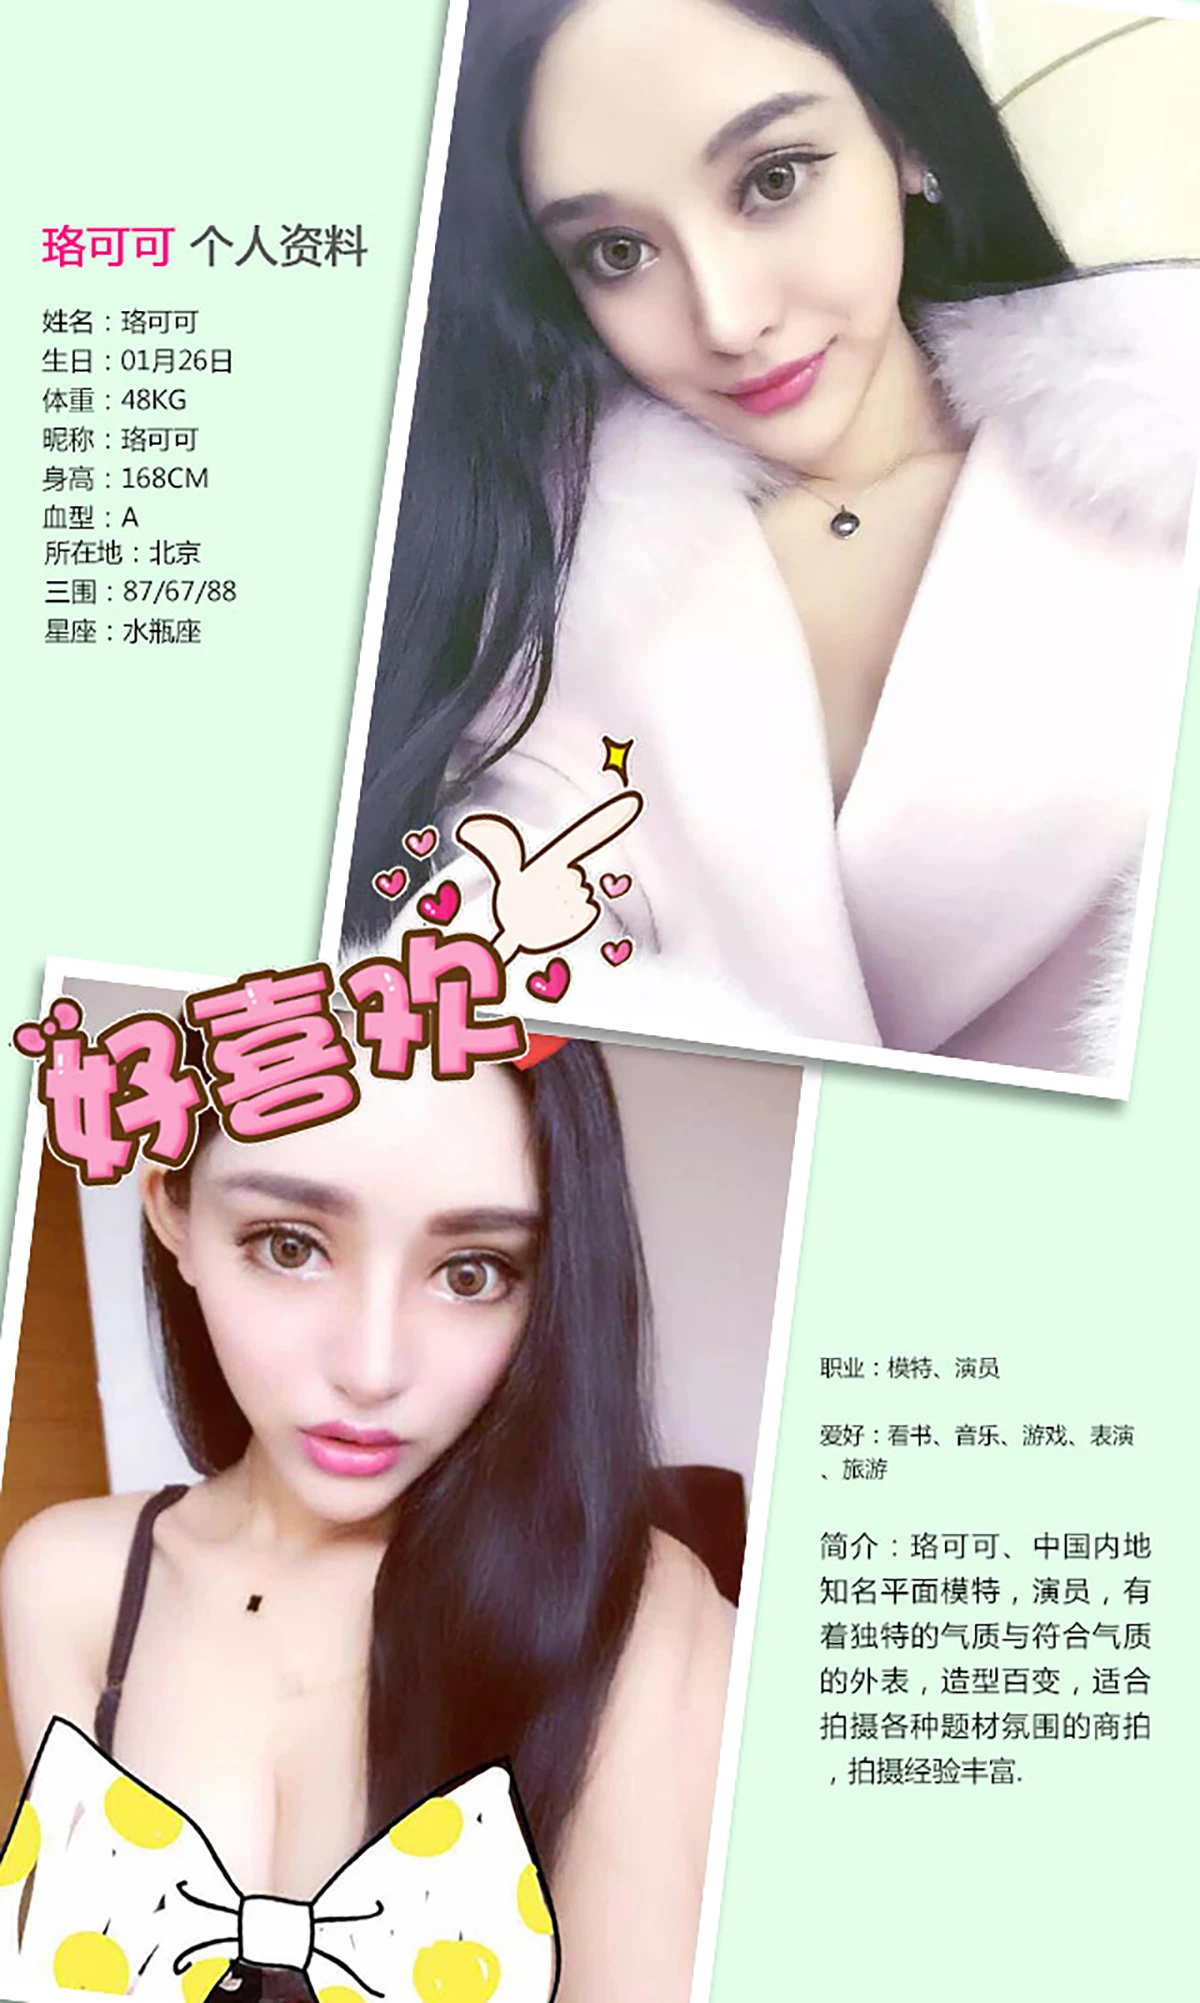 珞可可 个人资料
姓名：珞可可
生日：01月26日
体重：48KG
昵称：珞可可
身高：168CM
血型：A
所在地：北京
三围：87/67/88
星座：水瓶座
好喜欢
职业：模特、演员
爱好：看书、音乐、游戏、表演
、旅游
简介：珞可可、中国内地
知名平面模特，演员，有
着独特的气质与符合气质
的外表，造型百变，适合
拍摄各种题材氛围的商拍
，拍摄经验丰富.